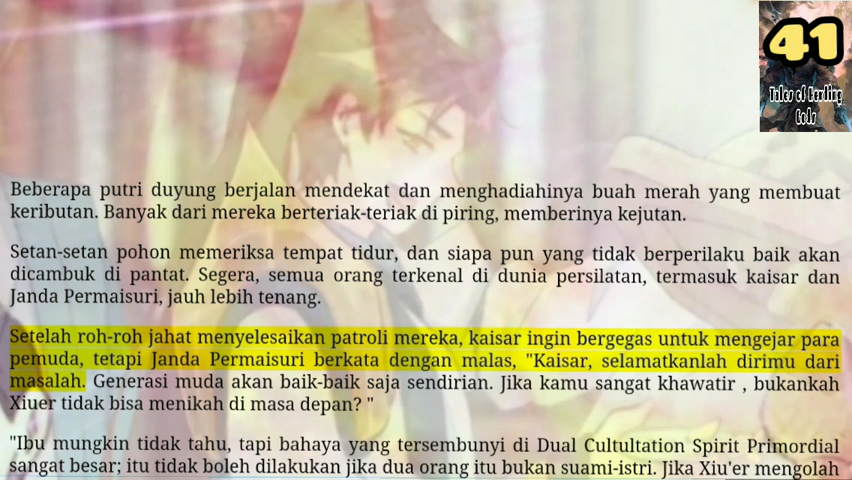 41
Tales of Herding
Gods
Beberapa putri duyung berjalan mendekat dan menghadiahinya buah merah yang membuat
keributan. Banyak dari mereka berteriak-teriak di piring, memberinya kejutan.
Setan-setan pohon memeriksa tempat tidur, dan siapa pun yang tidak berperilaku baik akan
dicambuk di pantat. Segera, semua orang terkenal di dunia persilatan, termasuk kaisar dan
Janda Permaisuri, jauh lebih tenang.
Setelah roh-roh jahat menyelesaikan patroli mereka, kaisar ingin bergegas untuk mengejar para
pemuda, tetapi Janda Permaisuri berkata dengan malas, "Kaisar, selamatkanlah dirimu dari
masalah. Generasi muda akan baik-baik saja sendirian. Jika kamu sangat khawatir , bukankah
Xiuer tidak bisa menikah di masa depan? "
"Ibu mungkin tidak tahu, tapi bahaya yang tersembunyi di Dual Cultultation Spirit Primordial
sangat besar; itu tidak boleh dilakukan jika dua orang itu bukan suami-istri. Jika Xiu'er mengolah